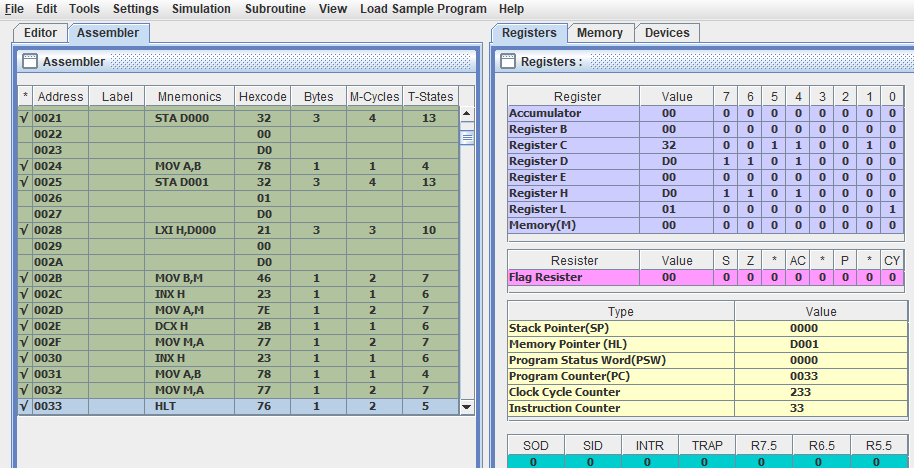 File Edit Tools Settings Simulation Subroutine View Load Sample Program Help
Editor Assembler
Assembler
* Address Label Mnemonics Hexcode Bytes M-Cycles T-States
√ 0021 STA D000 32 3 4 13
0022 00
0023 D0
√ 0024 MOV A,B 78 1 1 4
√ 0025 STA D001 32 3 4 13
0026 01
0027 D0
√ 0028 LXI H,D000 21 3 3 10
0029 00
002A D0
√ 002B MOV B,M 46 1 2 7
√ 002C INX H 23 1 1 6
√ 002D MOV A,M 7E 1 2 7
√ 002E DCX H 2B 1 1 6
√ 002F MOV M,A 77 1 2 7
√ 0030 INX H 23 1 1 6
√ 0031 MOV A,B 78 1 1 4
√ 0032 MOV M,A 77 1 2 7
√ 0033 HLT 76 1 2 5
Registers Memory Devices
Registers :
Register Value 7 6 5 4 3 2 1 0
Accumulator 00 0 0 0 0 0 0 0 0
Register B 00 0 0 0 0 0 0 0 0
Register C 32 0 0 1 1 0 0 1 0
Register D D0 1 1 0 1 0 0 0 0
Register E 00 0 0 0 0 0 0 0 0
Register H D0 1 1 0 1 0 0 0 0
Register L 01 0 0 0 0 0 0 0 1
Memory(M) 00 0 0 0 0 0 0 0 0
Resister Value S Z * AC * P * CY
Flag Resister 00 0 0 0 0 0 0 0 0
Type Value
Stack Pointer(SP) 0000
Memory Pointer (HL) D001
Program Status Word(PSW) 0000
Program Counter(PC) 0033
Clock Cycle Counter 233
Instruction Counter 33
SOD SID INTR TRAP R7.5 R6.5 R5.5
0 0 0 0 0 0 0